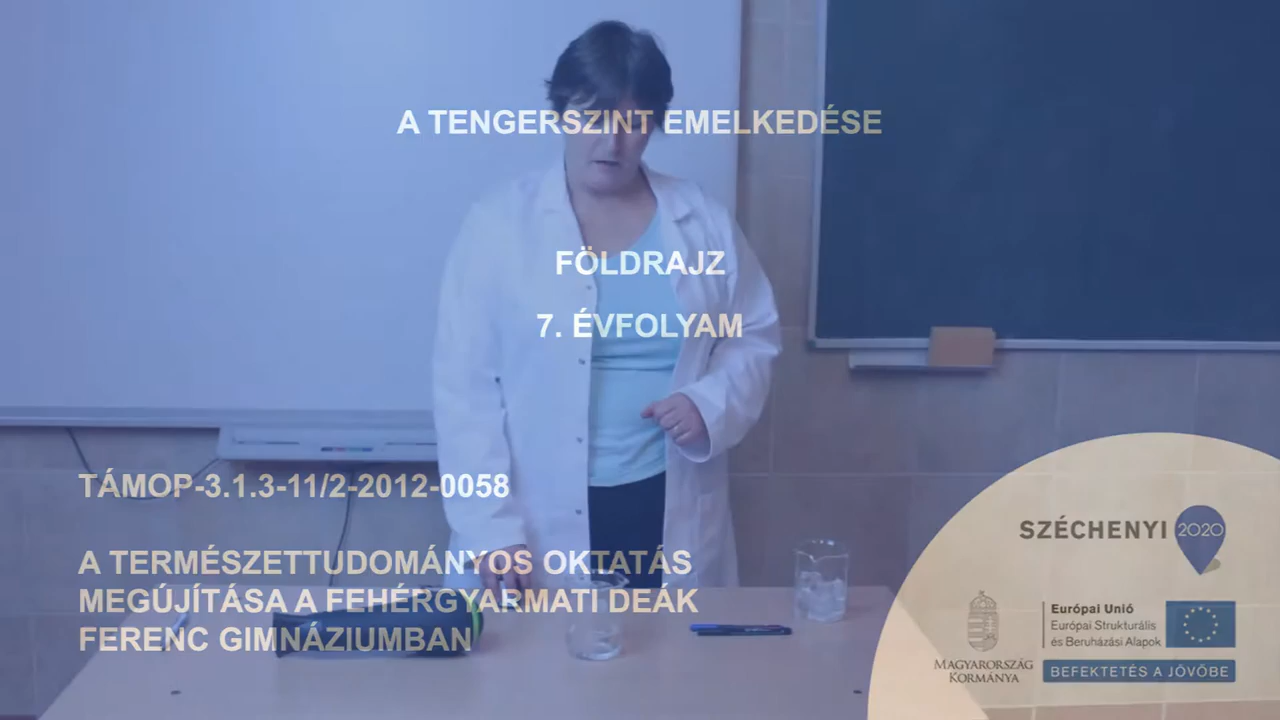 A TENGERSZINT EMELKEDÉSE
FÖLDRAJZ
7. ÉVFOLYAM
TÁMOP-3.1.3-11/2-2012-0058
A TERMÉSZETTUDOMÁNYOS OKTATÁS
MEGÚJÍTÁSA A FEHÉRGYARMATI DEÁK
FERENC GIMNÁZIUMBAN
SZÉCHENYI 2020
MAGYARORSZÁG
KORMÁNYA
Európai Unió
Európai Strukturális
és Beruházási Alapok
BEFEKTETÉS A JÖVŐBE